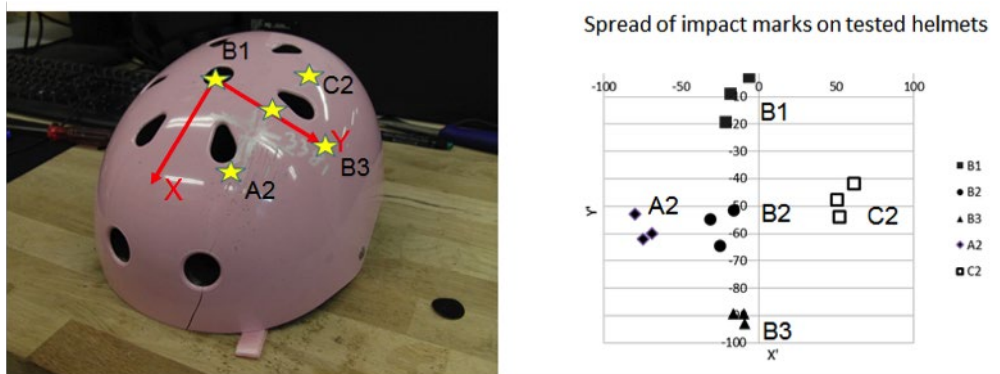 B1
C2
Y
B3
X
A2
Spread of impact marks on tested helmets
-100 -50 0 50 100
-10
B1
-20
-30
-40
-50
A2 B2 C2
-60
-70
-80
-90
B3
-100
Y'
X'
B1
B2
B3
A2
C2